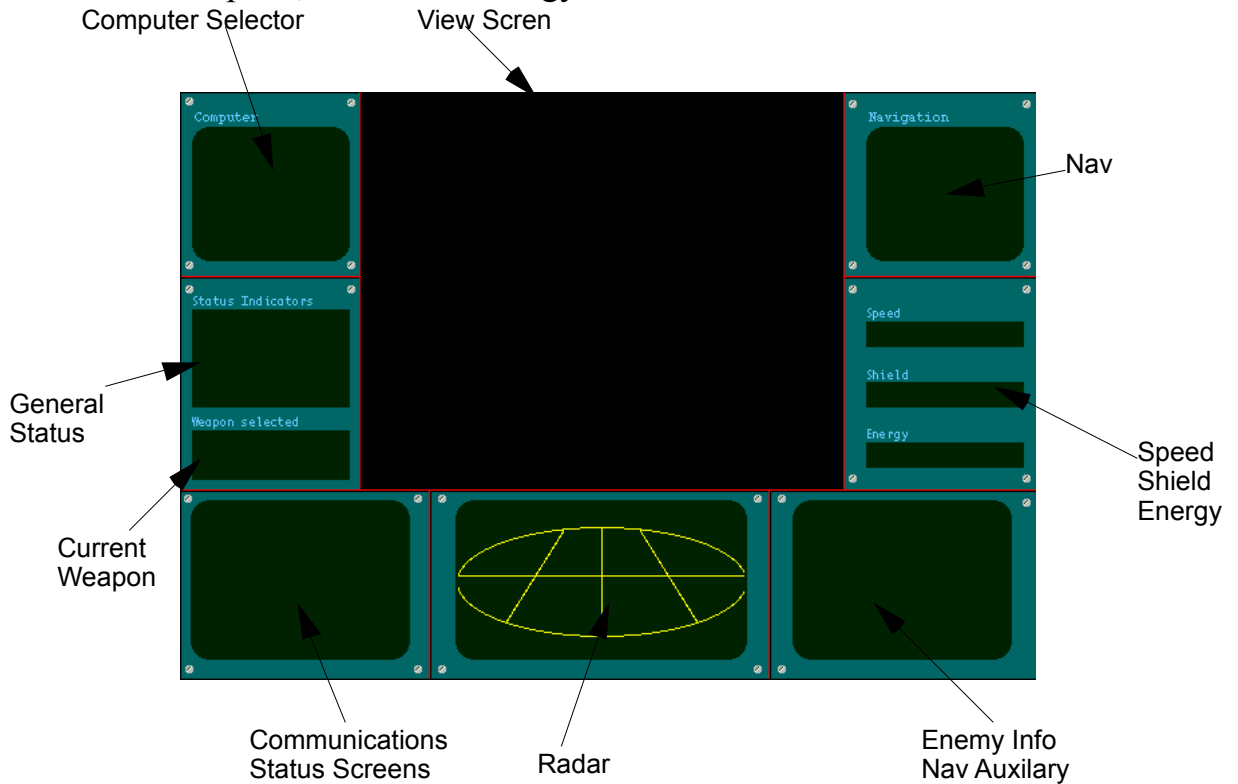 Computer Selector
View Scren
Computer
Navigation
Nav
Status Indicators
Speed
Shield
General
Status
Weapon selected
Energy
Speed
Shield
Energy
Current
Weapon
Communications
Status Screens
Radar
Enemy Info
Nav Auxilary